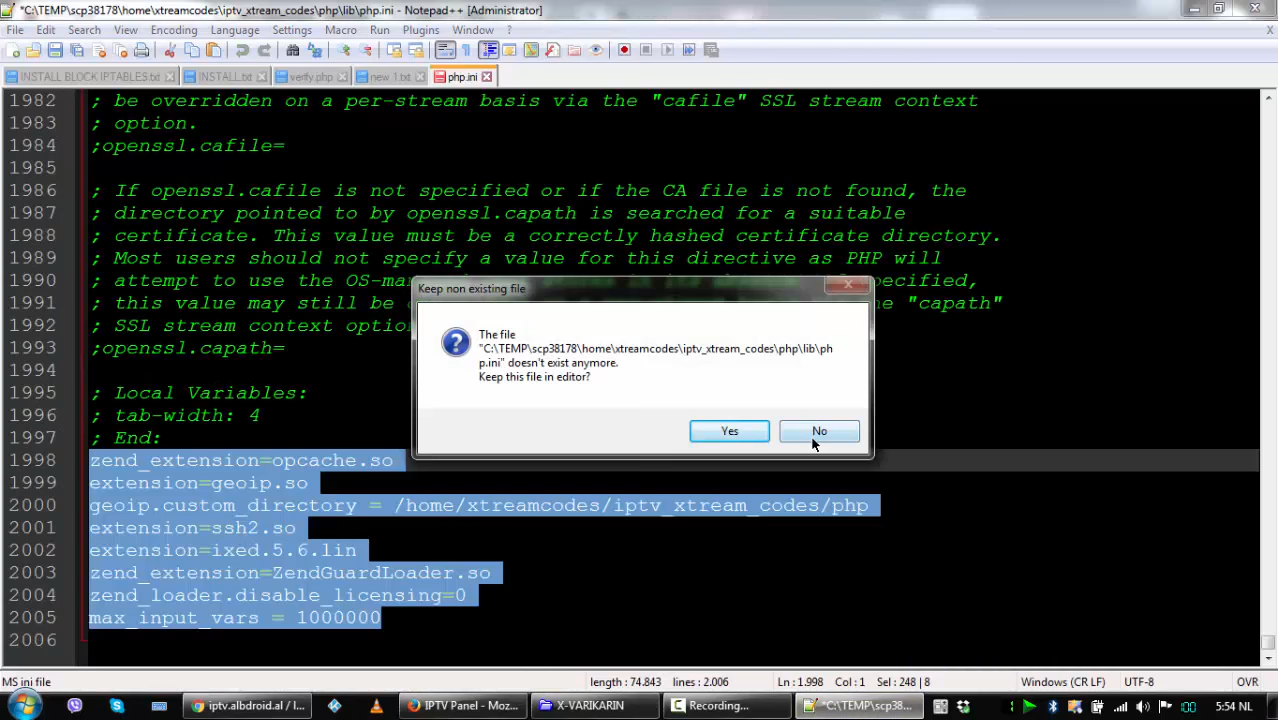 *C:\TEMP\scp38178\home\xtreamcodes\iptv_xtream_codes\php\lib\php.ini - Notepad++ [Administrator]
File Edit Search View Encoding Language Settings Macro Run Plugins Window ? X
INSTALL BLOCK IPTABLES.txt INSTALL.txt verify.php new 1.txt php.ini
1982 ; be overridden on a per-stream basis via the "cafile" SSL stream context
1983 ; option.
1984 ;openssl.cafile=
1985
1986 ; If openssl.cafile is not specified or if the CA file is not found, the
1987 ; directory pointed to by openssl.capath is searched for a suitable
1988 ; certificate. This value must be a correctly hashed certificate directory.
1989 ; Most users should not specify a value for this directive as PHP will
1990 ; attempt to use the OS-ma
1991 ; this value may still be "capath"
1992 ; SSL stream context optio
1993 ;openssl.capath=
1994
1995 ; Local Variables:
1996 ; tab-width: 4
1997 ; End:
1998 zend_extension=opcache.so
1999 extension=geoip.so
2000 geoip.custom_directory = /home/xtreamcodes/iptv_xtream_codes/php
2001 extension=ssh2.so
2002 extension=ixed.5.6.lin
2003 zend_extension=ZendGuardLoader.so
2004 zend_loader.disable_licensing=0
2005 max_input_vars = 1000000
2006
Keep non existing file
The file
"C:\TEMP\scp38178\home\xtreamcodes\iptv_xtream_codes\php\lib\ph
p.ini" doesn't exist anymore.
Keep this file in editor?
Yes No
MS ini file length : 74.843 lines : 2.006 Ln : 1.998 Col : 1 Sel : 248 | 8 Windows (CR LF) UTF-8 OVR
iptv.albdroid.al / I... IPTV Panel - Moz... X-VARIKARIN Recording... *C:\TEMP\scp38... 5:54 NL